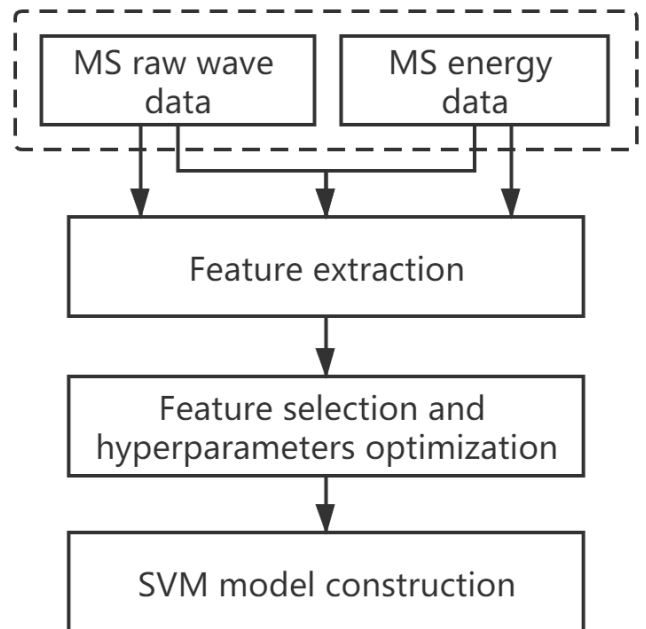 MS raw wave
data
MS energy
data
Feature extraction
Feature selection and
hyperparameters optimization
SVM model construction